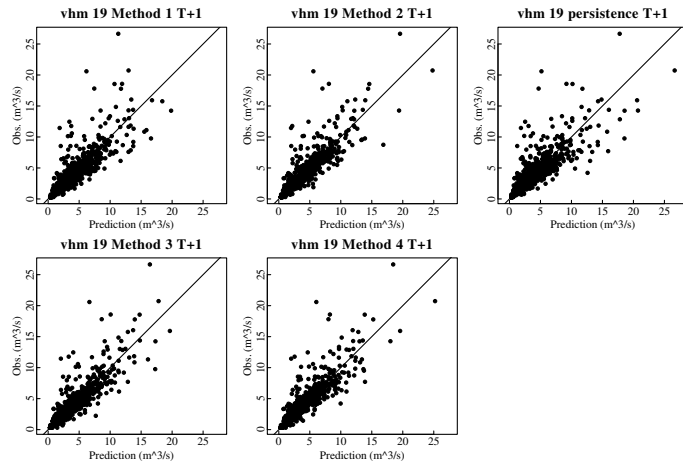 vhm 19 Method 1 T+1
Obs. (m^3/s)
25
20
15
10
5
0
0 5 10 15 20 25
Prediction (m^3/s)
vhm 19 Method 2 T+1
Obs. (m^3/s)
25
20
15
10
5
0
0 5 10 15 20 25
Prediction (m^3/s)
vhm 19 persistence T+1
Obs. (m^3/s)
25
20
15
10
5
0
0 5 10 15 20 25
Prediction (m^3/s)
vhm 19 Method 3 T+1
Obs. (m^3/s)
25
20
15
10
5
0
0 5 10 15 20 25
Prediction (m^3/s)
vhm 19 Method 4 T+1
Obs. (m^3/s)
25
20
15
10
5
0
0 5 10 15 20 25
Prediction (m^3/s)